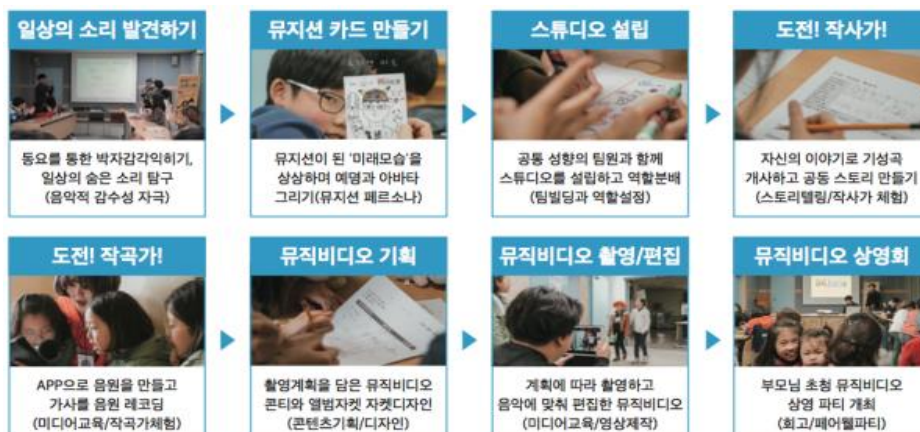 일상의 소리 발견하기
동요를 통한 박자감각익히기,
일상의 숨은 소리 탐구
(음악적 감수성 자극)
뮤지션 카드 만들기
뮤지션이 된 '미래모습'을
상상하며 예명과 아바타
그리기(뮤지션 페르소나)
스튜디오 설립
공통 성향의 팀원과 함께
스튜디오를 설립하고 역할분배
(팀빌딩과 역할설정)
도전! 작사가!
자신의 이야기로 기성곡
개사하고 공동 스토리 만들기
(스토리텔링/작사가 체험)
도전! 작곡가!
APP으로 음원을 만들고
가사를 음원 레코딩
(미디어교육/작곡가체험)
뮤직비디오 기획
촬영계획을 담은 뮤직비디오
콘티와 앨범자켓 자켓디자인
(콘텐츠기획/디자인)
뮤직비디오 촬영/편집
계획에 따라 촬영하고
음악에 맞춰 편집한 뮤직비디오
(미디어교육/영상제작)
뮤직비디오 상영회
부모님 초청 뮤직비디오
상영 파티 개최
(회고/페어웰파티)